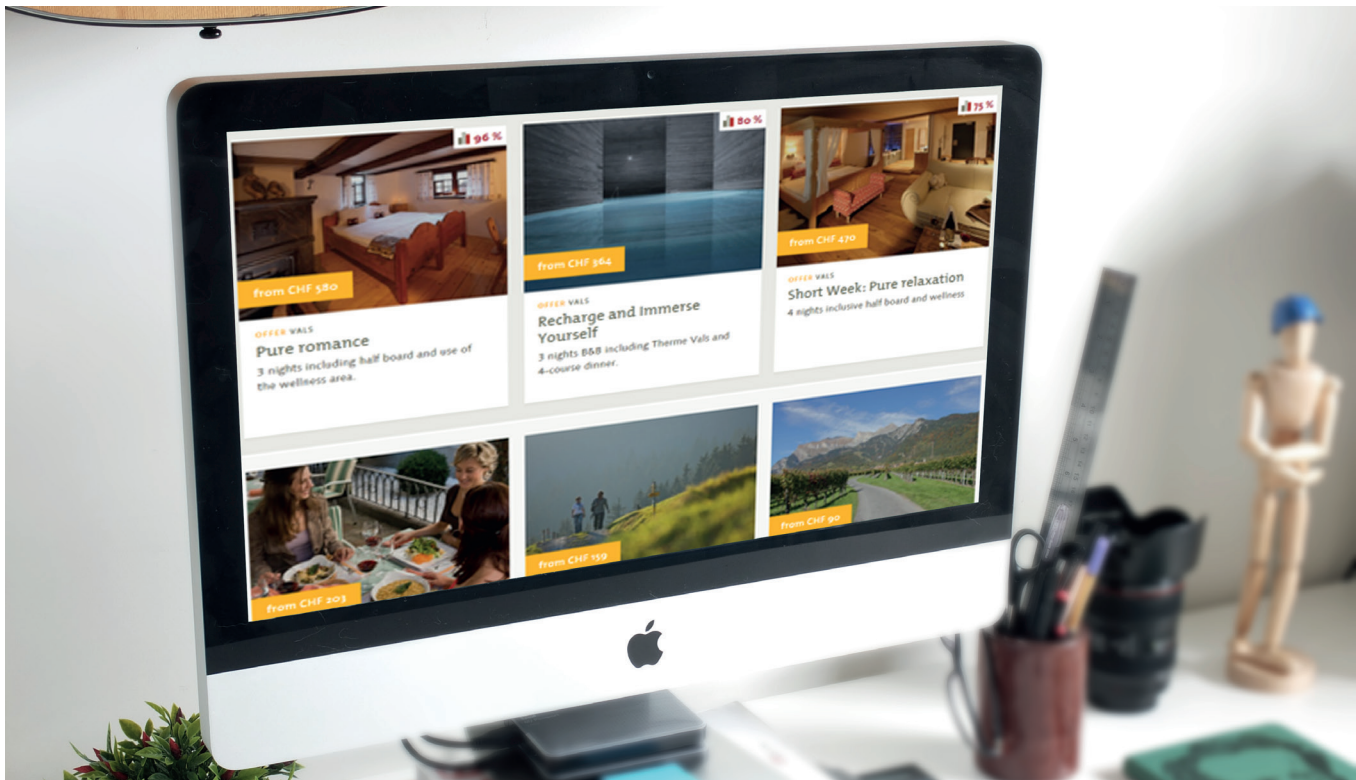 96 %
80 %
75 %
from CHF 580
from CHF 364
from CHF 470
OFFER VALS
Pure romance
3 nights including half board and use of
the wellness area.
OFFER VALS
Recharge and Immerse
Yourself
3 nights B&B including Therme Vals and
4-course dinner.
OFFER VALS
Short Week: Pure relaxation
4 nights inclusive half board and wellness
from CHF 203
from CHF 159
from CHF 90